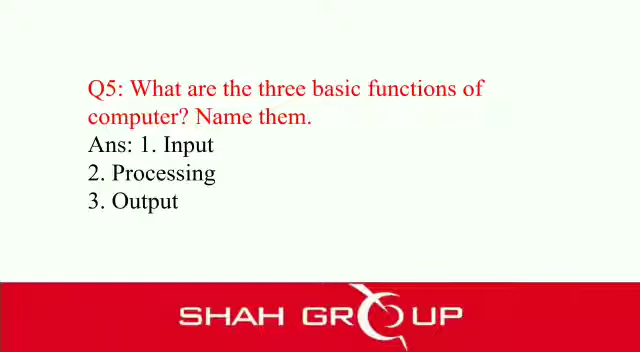 Q5: What are the three basic functions of
computer? Name them.
Ans: 1. Input
2. Processing
3. Output
SHAH GROUP